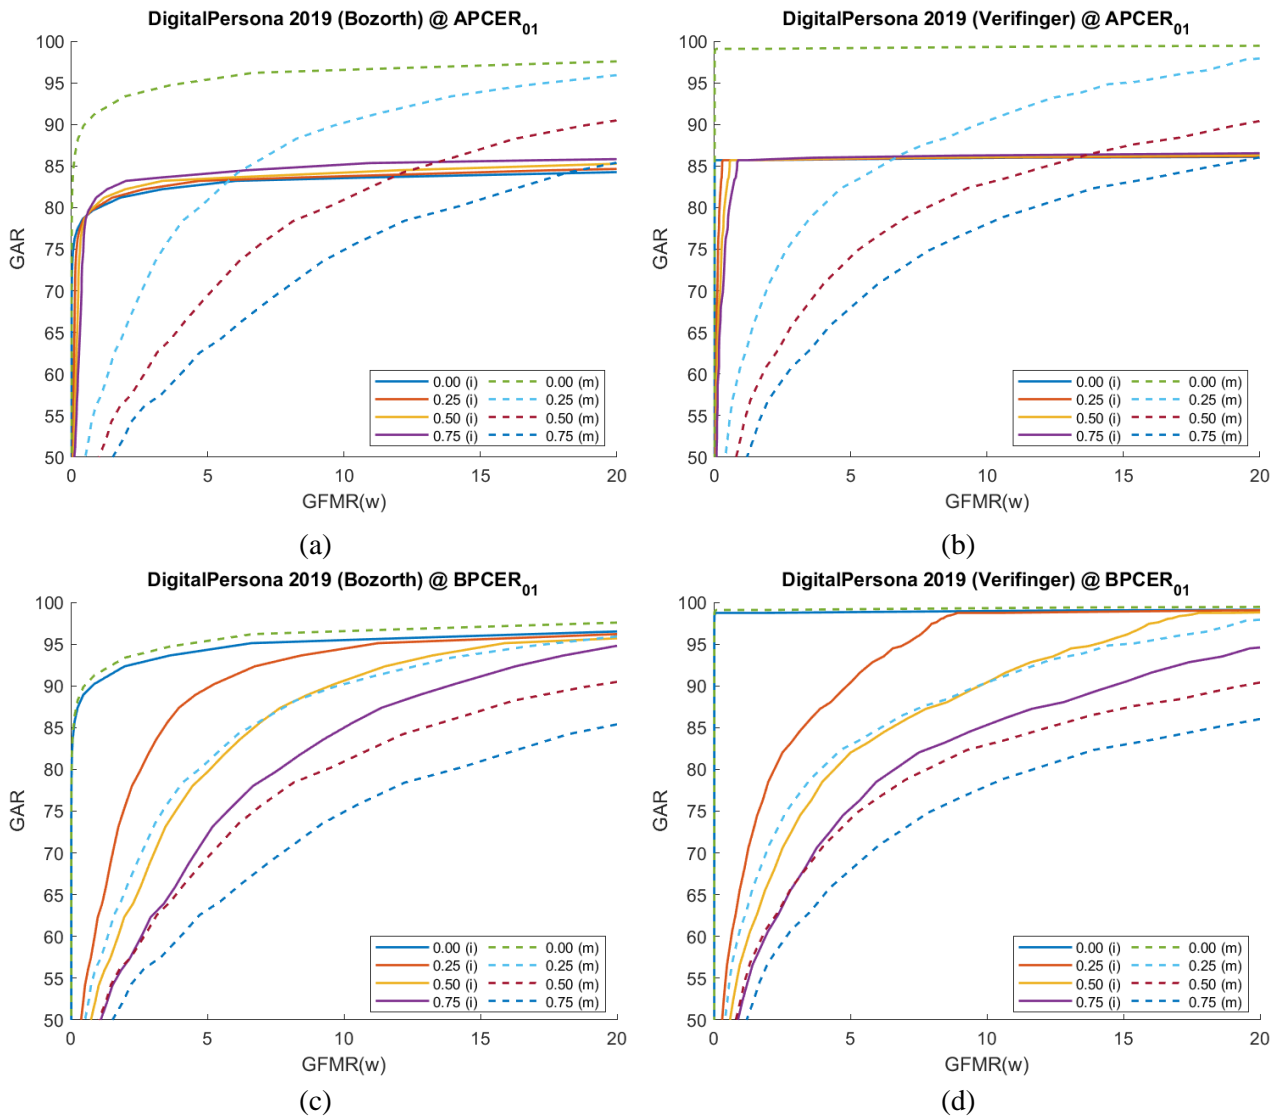 DigitalPersona 2019 (Bozorth) @ APCER01
100
95
90
85
80
75
70
65
60
55
50
GAR
0 5 10 15 20
GFMR(w)
0.00 (i) 0.00 (m)
0.25 (i) 0.25 (m)
0.50 (i) 0.50 (m)
0.75 (i) 0.75 (m)
(a)
DigitalPersona 2019 (Verifinger) @ APCER01
100
95
90
85
80
75
70
65
60
55
50
GAR
0 5 10 15 20
GFMR(w)
0.00 (i) 0.00 (m)
0.25 (i) 0.25 (m)
0.50 (i) 0.50 (m)
0.75 (i) 0.75 (m)
(b)
DigitalPersona 2019 (Bozorth) @ BPCER01
100
95
90
85
80
75
70
65
60
55
50
GAR
0 5 10 15 20
GFMR(w)
0.00 (i) 0.00 (m)
0.25 (i) 0.25 (m)
0.50 (i) 0.50 (m)
0.75 (i) 0.75 (m)
(c)
DigitalPersona 2019 (Verifinger) @ BPCER01
100
95
90
85
80
75
70
65
60
55
50
GAR
0 5 10 15 20
GFMR(w)
0.00 (i) 0.00 (m)
0.25 (i) 0.25 (m)
0.50 (i) 0.50 (m)
0.75 (i) 0.75 (m)
(d)